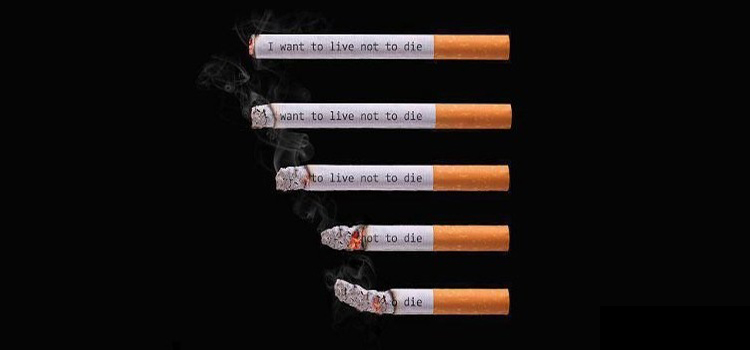 I want to live not to die
want to live not to die
to live not to die
not to die
o die